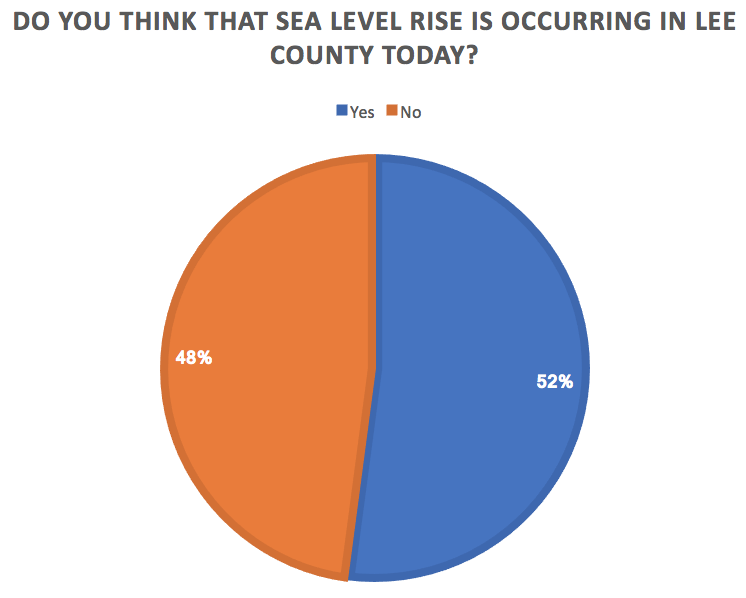 DO YOU THINK THAT SEA LEVEL RISE IS OCCURRING IN LEE
COUNTY TODAY?
Yes No
48%
52%